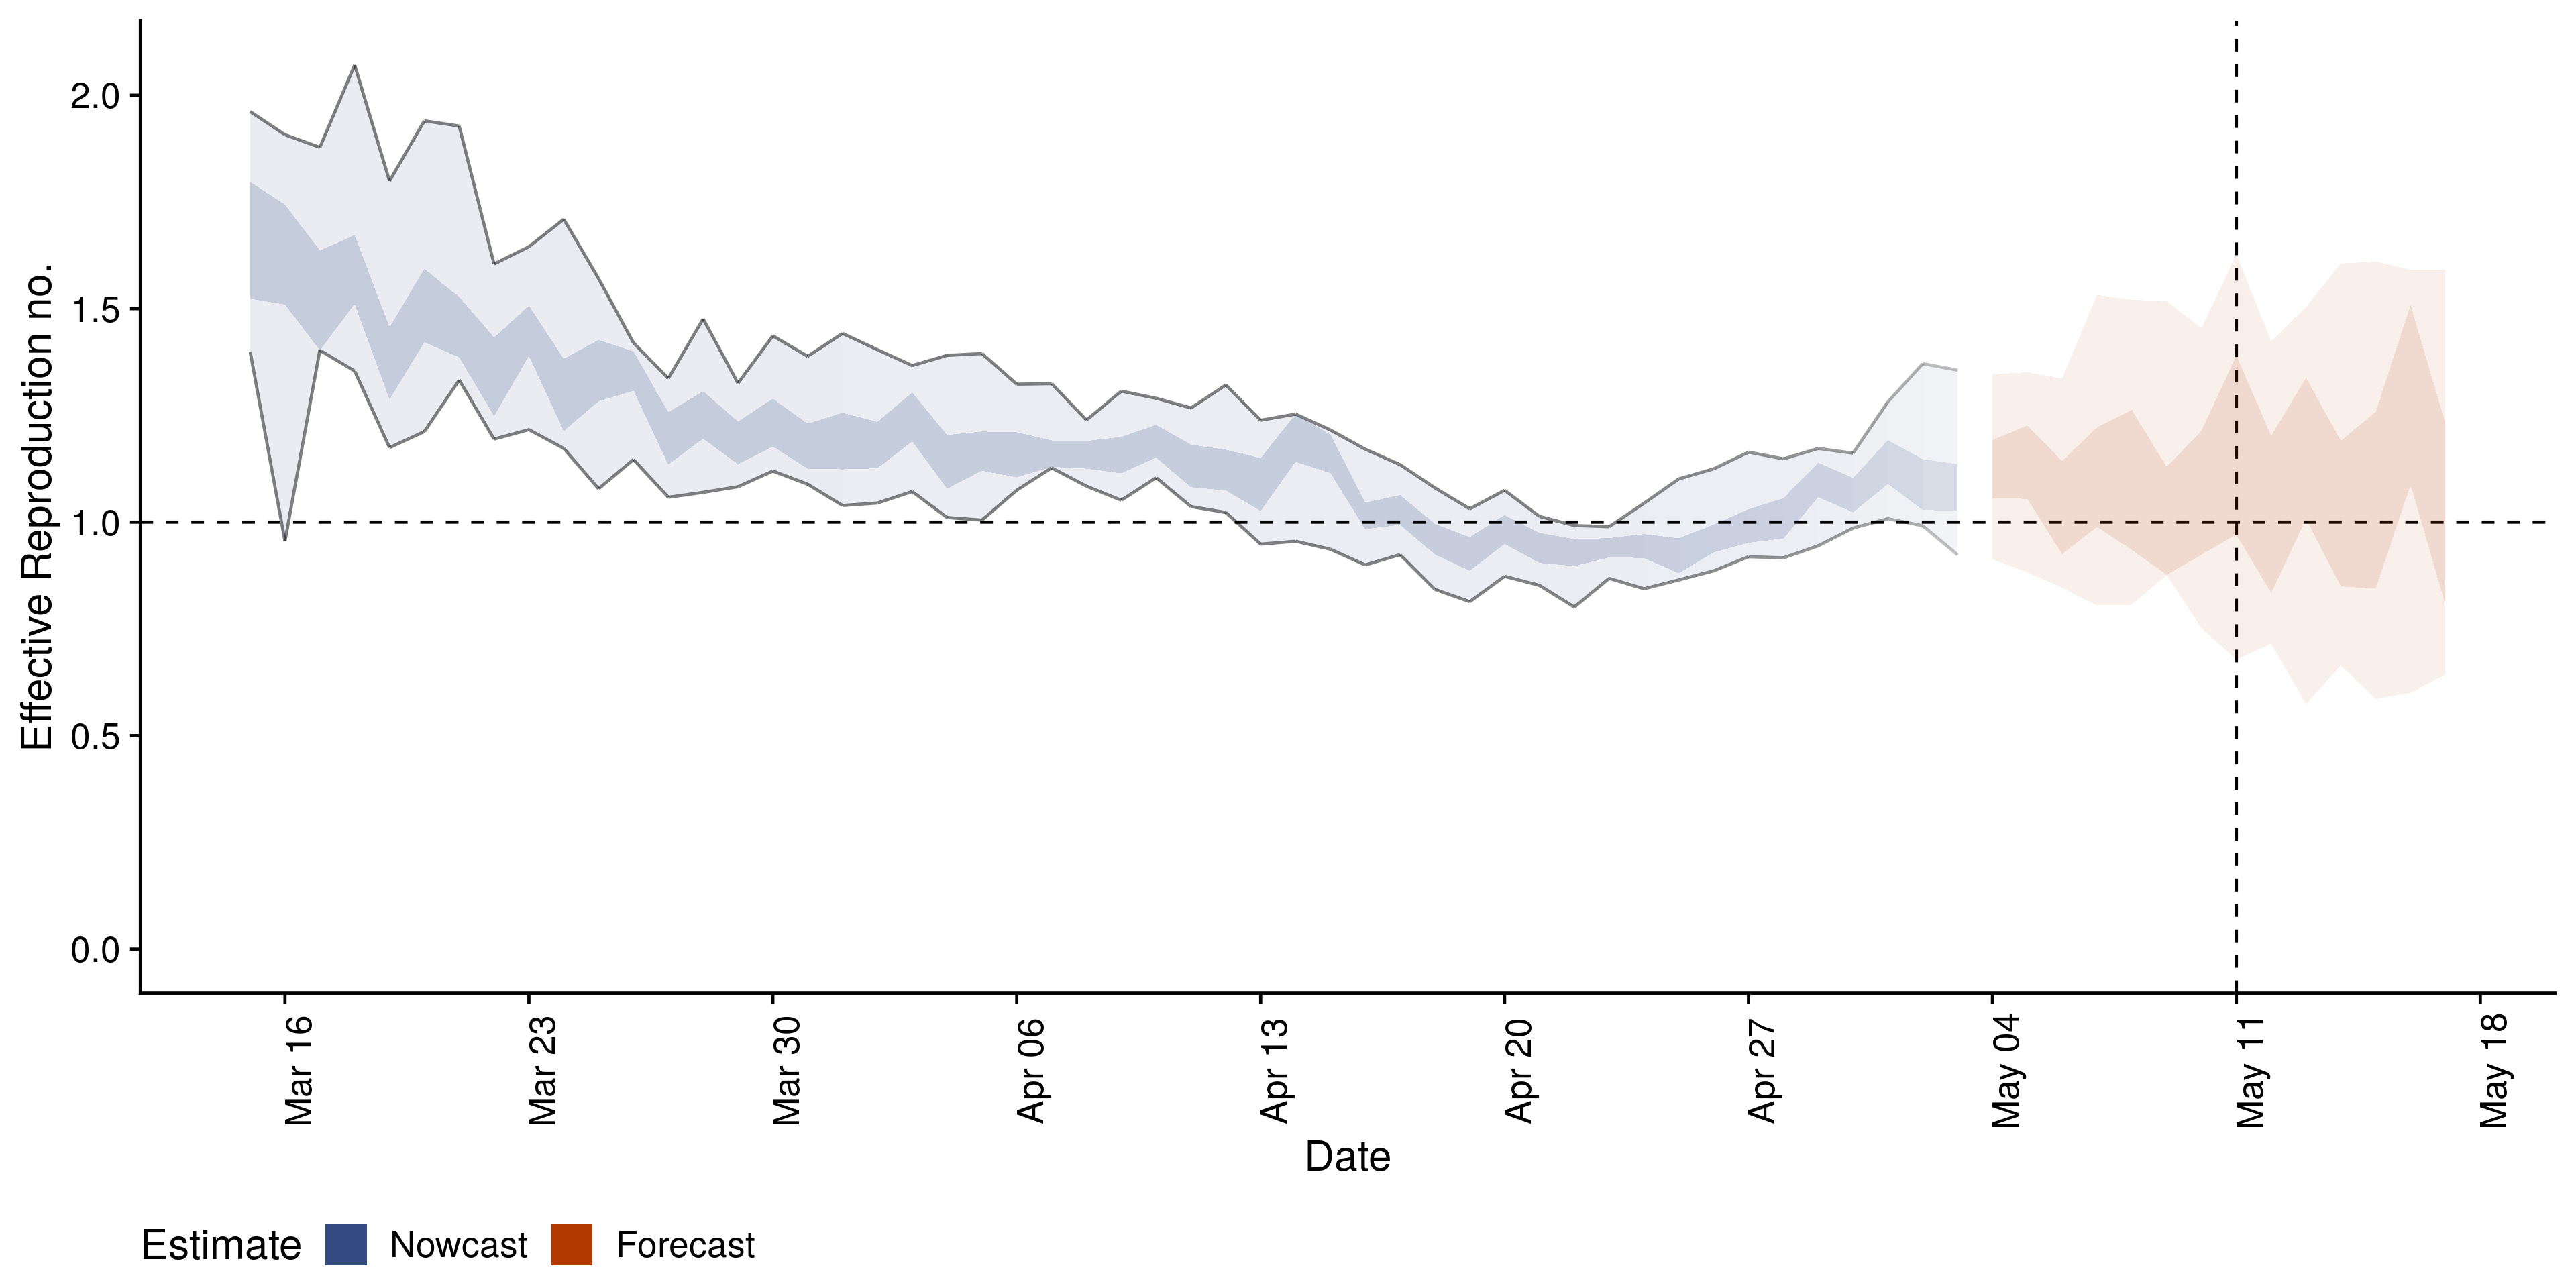 Effective Reproduction no.
2.0
1.5
1.0
0.5
0.0
Mar 16
Mar 23
Mar 30
Apr 06
Apr 13
Apr 20
Apr 27
May 04
May 11
May 18
Date
Estimate Nowcast Forecast